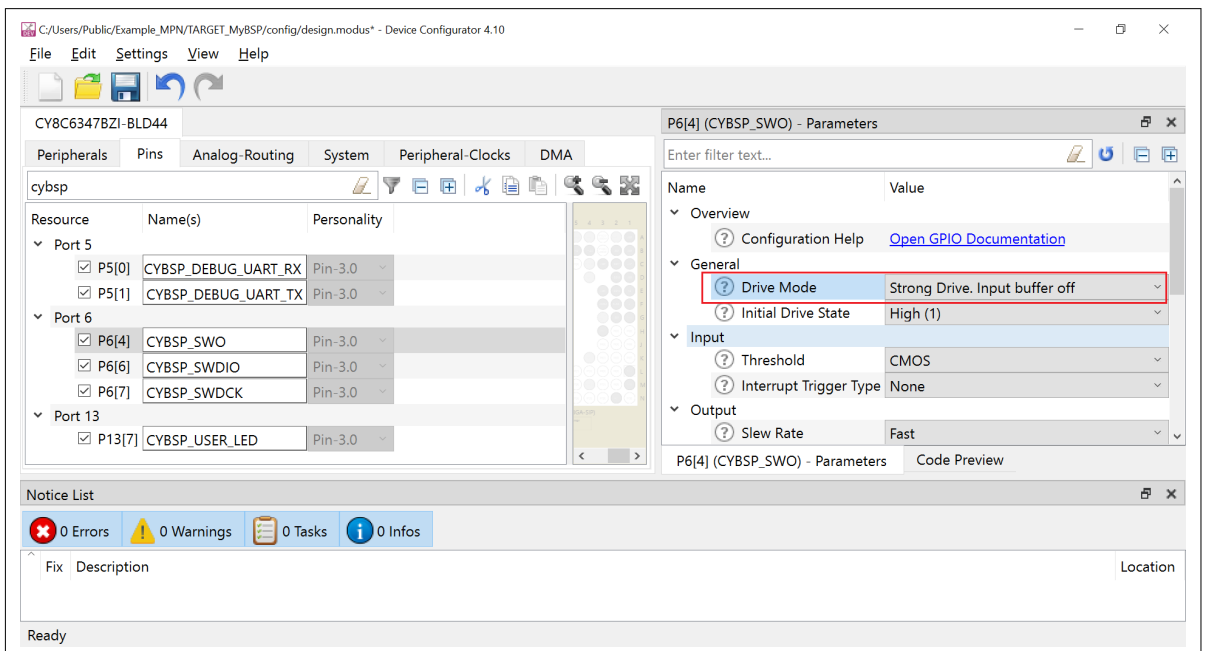 C:/Users/Public/Example_MPN/TARGET_MyBSP/config/design.modus* - Device Configurator 4.10
File Edit Settings View Help
CY8C6347BZI-BLD44
Peripherals Pins Analog-Routing System Peripheral-Clocks DMA
cybsp
Resource Name(s) Personality
Port 5
P5[0] CYBSP_DEBUG_UART_RX Pin-3.0
P5[1] CYBSP_DEBUG_UART_TX Pin-3.0
Port 6
P6[4] CYBSP_SWO Pin-3.0
P6[6] CYBSP_SWDIO Pin-3.0
P6[7] CYBSP_SWDCK Pin-3.0
Port 13
P13[7] CYBSP_USER_LED Pin-3.0
P6[4] (CYBSP_SWO) - Parameters
Enter filter text...
Name Value
Overview
Configuration Help Open GPIO Documentation
General
Drive Mode Strong Drive. Input buffer off
Initial Drive State High (1)
Input
Threshold CMOS
Interrupt Trigger Type None
Output
Slew Rate Fast
P6[4] (CYBSP_SWO) - Parameters Code Preview
Notice List
0 Errors 0 Warnings 0 Tasks 0 Infos
Fix Description Location
Ready